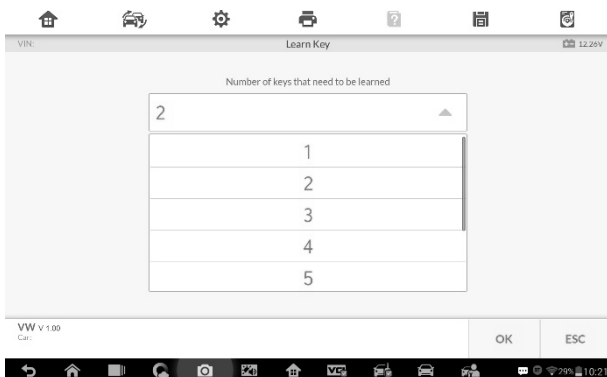 VIN:
Learn Key
12.26V
Number of keys that need to be learned
2
1
2
3
4
5
VW V 1.00
Car:
OK
ESC
29% 10:21